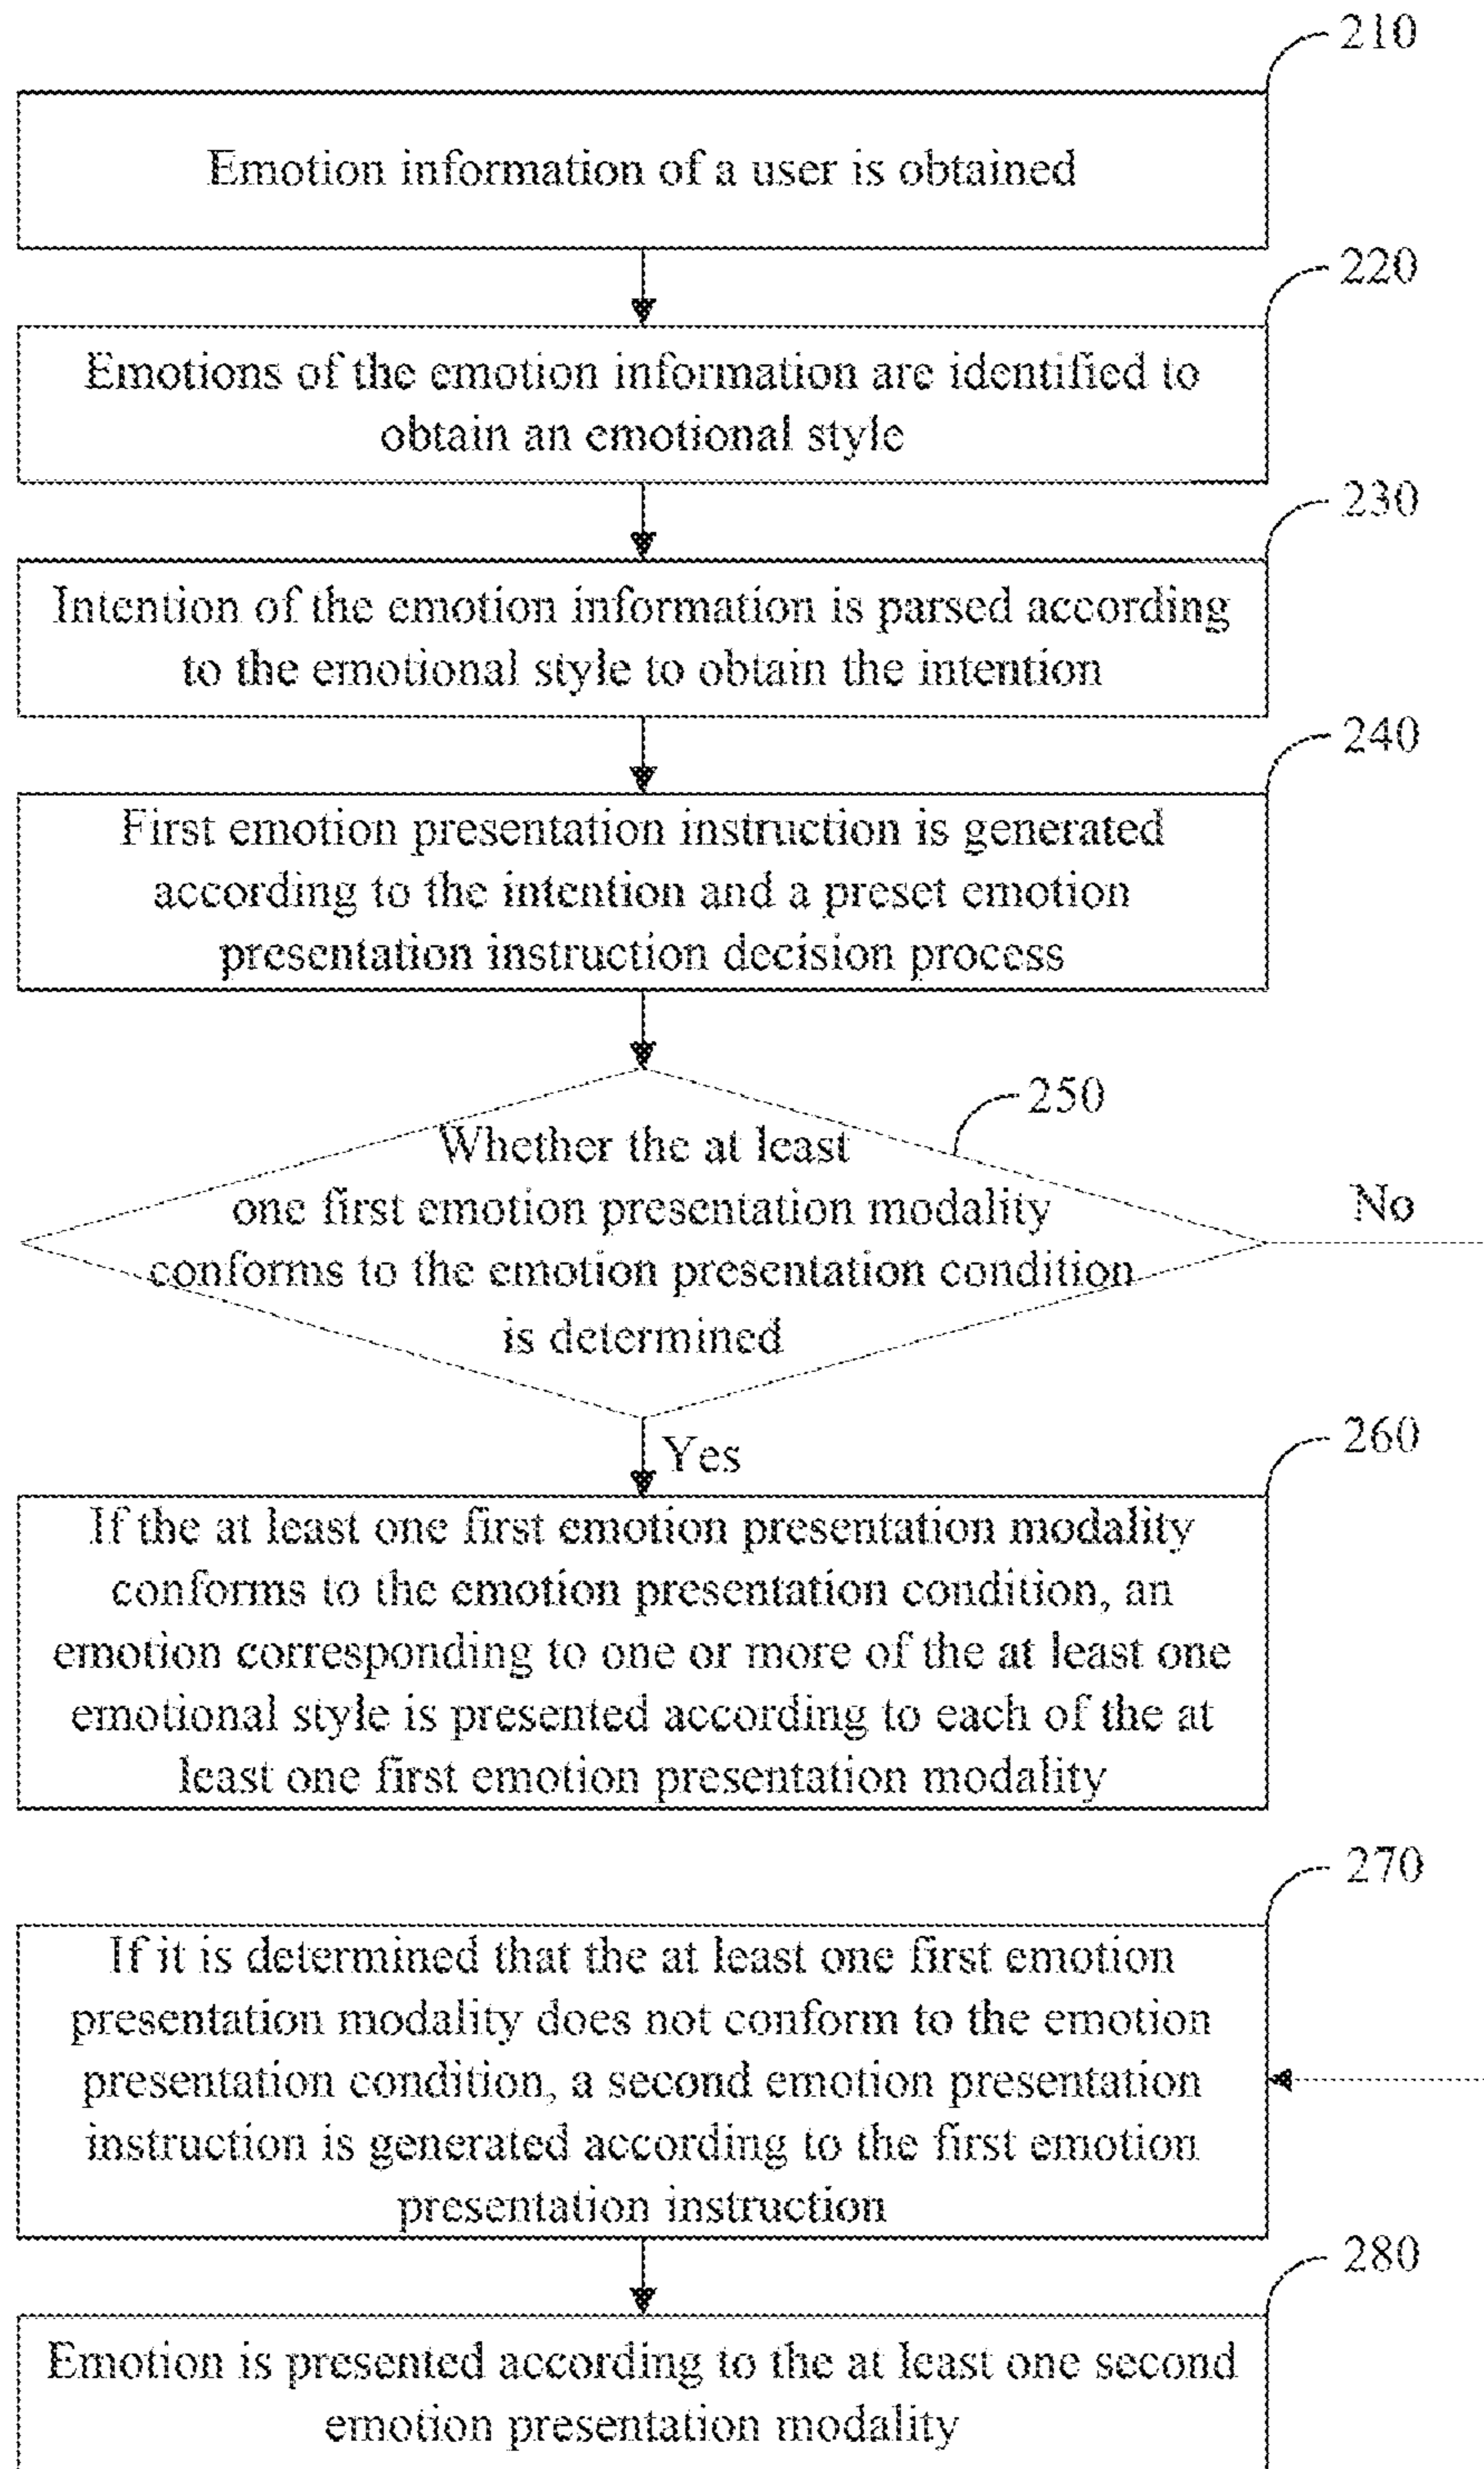 210
Emotion information of a user is obtained
220
Emotions of the emotion information are identified to
obtain an emotional style
230
Intention of the emotion information is parsed according
to the emotional style to obtain the intention
240
First emotion presentation instruction is generated
according to the intention and a preset emotion
presentation instruction decision process
250
Whether the at least
one first emotion presentation modality
conforms to the emotion presentation condition
is determined
No
Yes
260
If the at least one first emotion presentation modality
conforms to the emotion presentation condition, an
emotion corresponding to one or more of the at least one
emotional style is presented according to each of the at
least one first emotion presentation modality
270
If it is determined that the at least one first emotion
presentation modality does not conform to the emotion
presentation condition, a second emotion presentation
instruction is generated according to the first emotion
presentation instruction
280
Emotion is presented according to the at least one second
emotion presentation modality